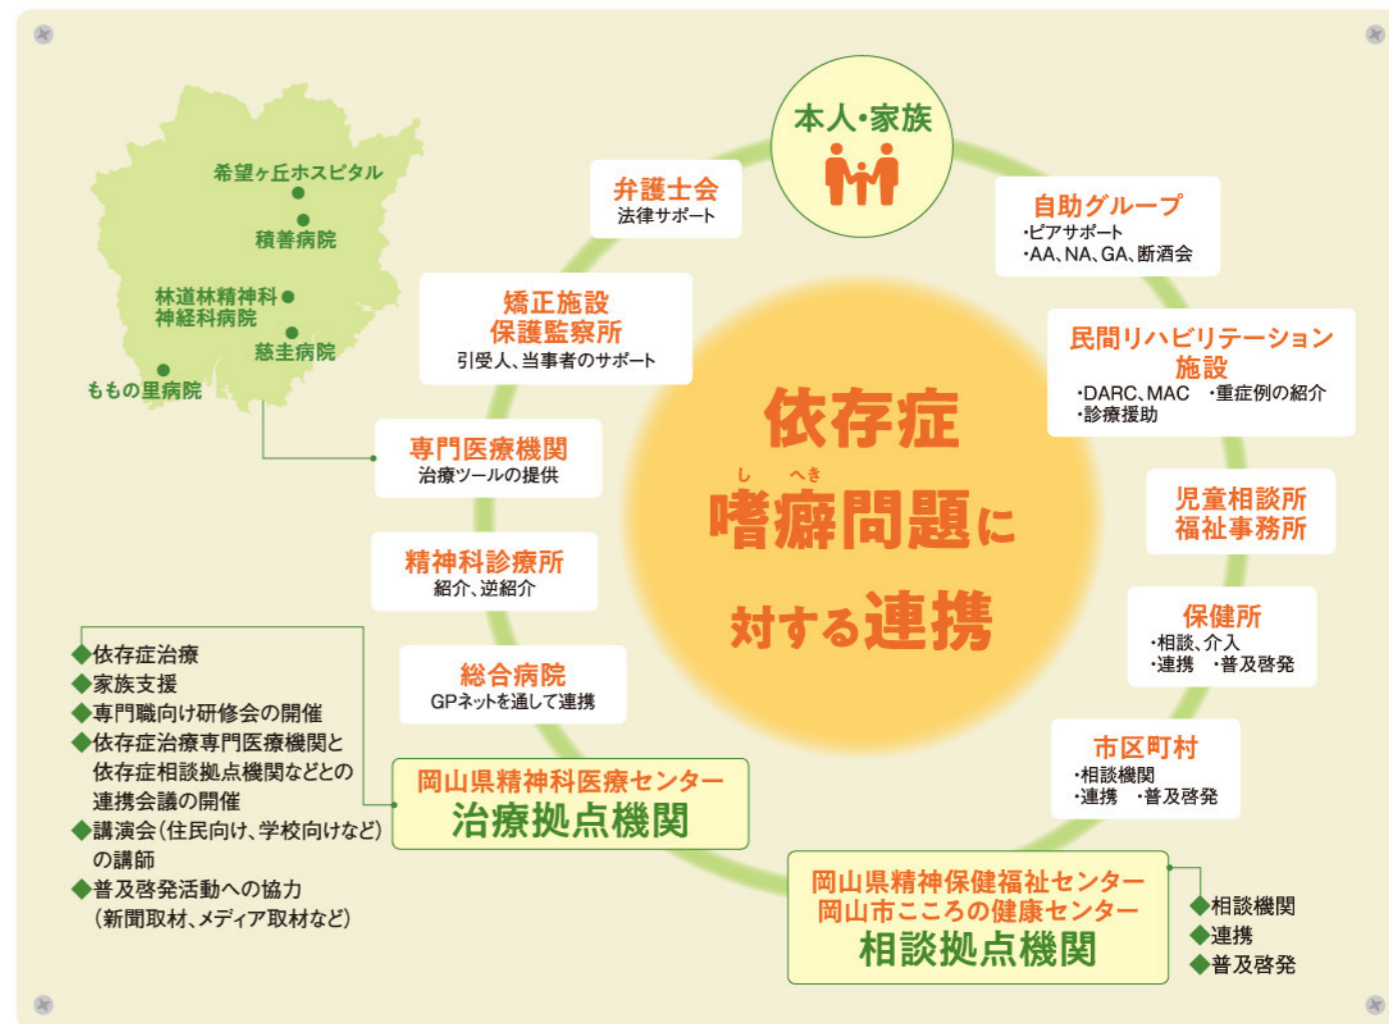 本人・家族
弁護士会
法律サポート
自助グループ
・ピアサポート
・AA、NA、GA、断酒会
希望ヶ丘ホスピタル
積善病院
林道林精神科
神経科病院
慈圭病院
ももの里病院
矯正施設
保護監察所
引受人、当事者のサポート
民間リハビリテーション
施設
・DARC、MAC ・重症例の紹介
・診療援助
専門医療機関
治療ツールの提供
児童相談所
福祉事務所
精神科診療所
紹介、逆紹介
保健所
・相談、介入
・連携 ・普及啓発
総合病院
GPネットを通して連携
市区町村
・相談機関
・連携 ・普及啓発
依存症
し へき
嗜癖問題に
対する連携
◆依存症治療
◆家族支援
◆専門職向け研修会の開催
◆依存症治療専門医療機関と
依存症相談拠点機関などとの
連携会議の開催
◆講演会（住民向け、学校向けなど）
の講師
◆普及啓発活動への協力
（新聞取材、メディア取材など）
岡山県精神科医療センター
治療拠点機関
岡山県精神保健福祉センター
岡山市こころの健康センター
相談拠点機関
◆相談機関
◆連携
◆普及啓発